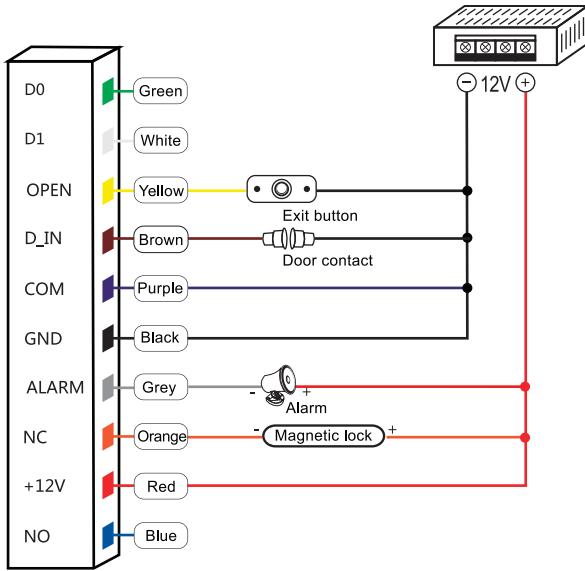 − 12V +
D0 Green
D1 White
OPEN Yellow
Exit button
D_IN Brown
Door contact
COM Purple
GND Black
ALARM Grey - +
Alarm
NC Orange - Magnetic lock +
+12V Red
NO Blue